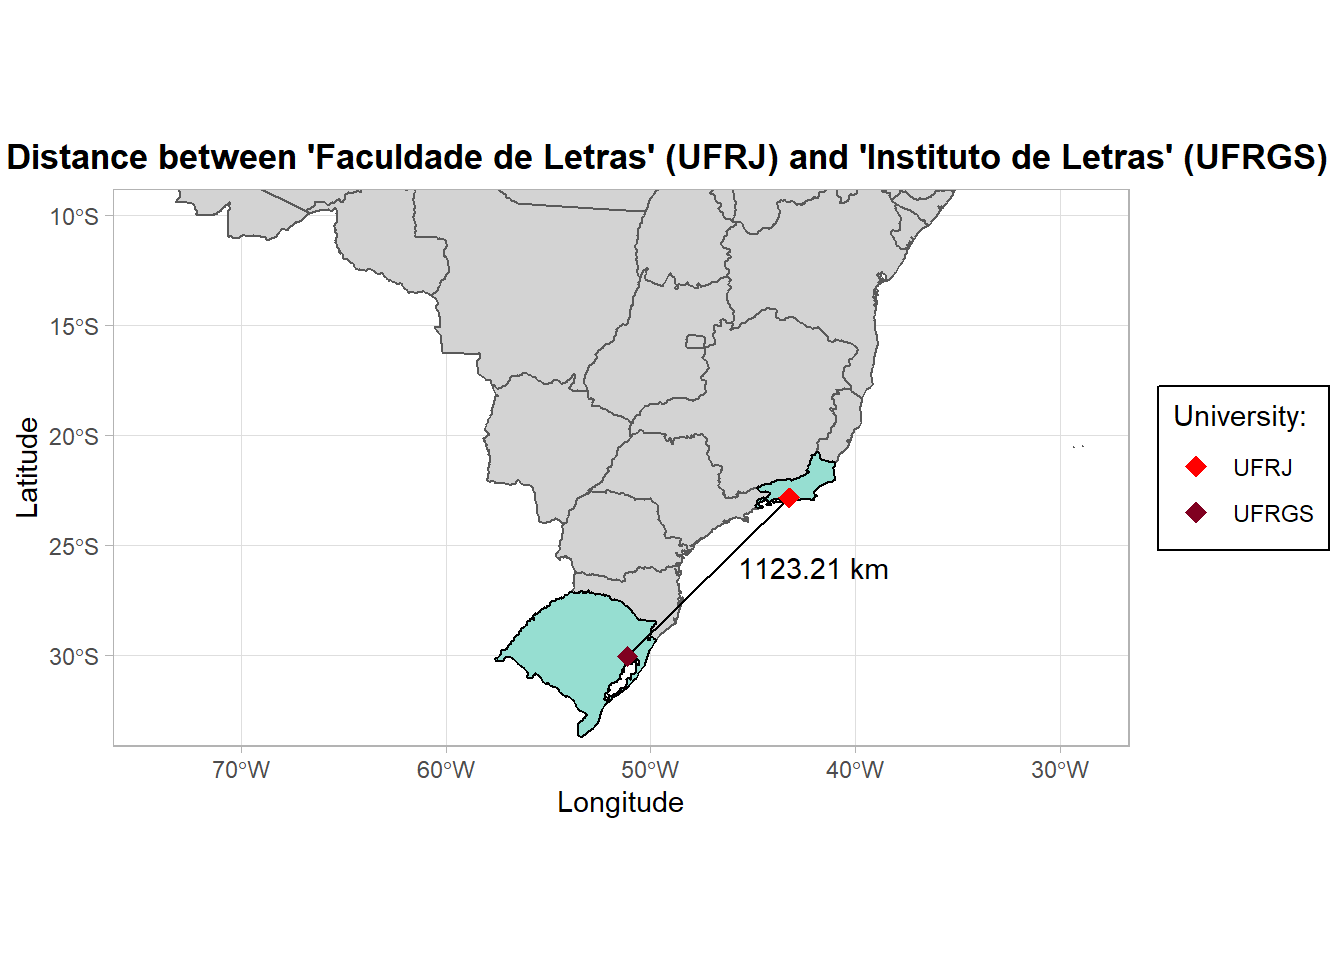 Distance between 'Faculdade de Letras' (UFRJ) and 'Instituto de Letras' (UFRGS)
10°S
15°S
20°S
25°S
30°S
Latitude
1123.21 km
70°W
60°W
50°W
40°W
30°W
Longitude
University:
UFRJ
UFRGS